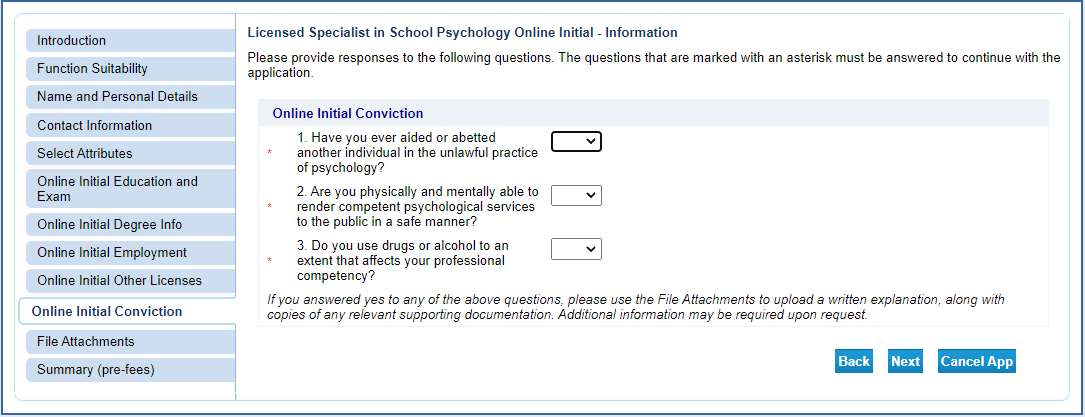 Introduction
Function Suitability
Name and Personal Details
Contact Information
Select Attributes
Online Initial Education and
Exam
Online Initial Degree Info
Online Initial Employment
Online Initial Other Licenses
Online Initial Conviction
File Attachments
Summary (pre-fees)
Licensed Specialist in School Psychology Online Initial - Information
Please provide responses to the following questions. The questions that are marked with an asterisk must be answered to continue with the
application.
Online Initial Conviction
1. Have you ever aided or abetted
* another individual in the unlawful practice
of psychology?
2. Are you physically and mentally able to
* render competent psychological services
to the public in a safe manner?
3. Do you use drugs or alcohol to an
* extent that affects your professional
competency?
If you answered yes to any of the above questions, please use the File Attachments to upload a written explanation, along with
copies of any relevant supporting documentation. Additional information may be required upon request.
Back Next Cancel App